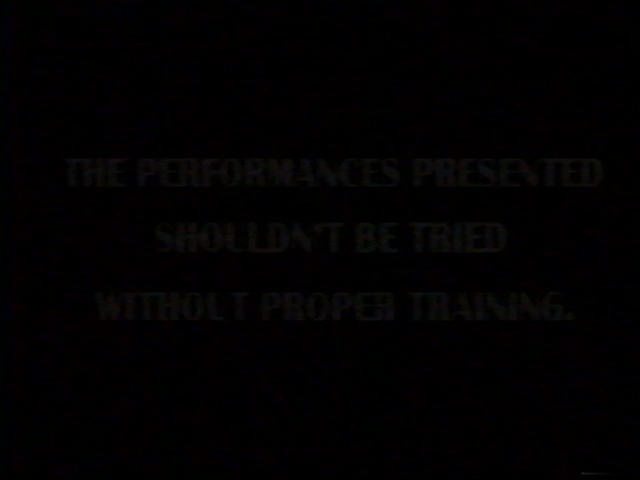 THE PERFORMANCES PRESENTED
SHOULDN'T BE TRIED
WITHOUT PROPER TRAINING.